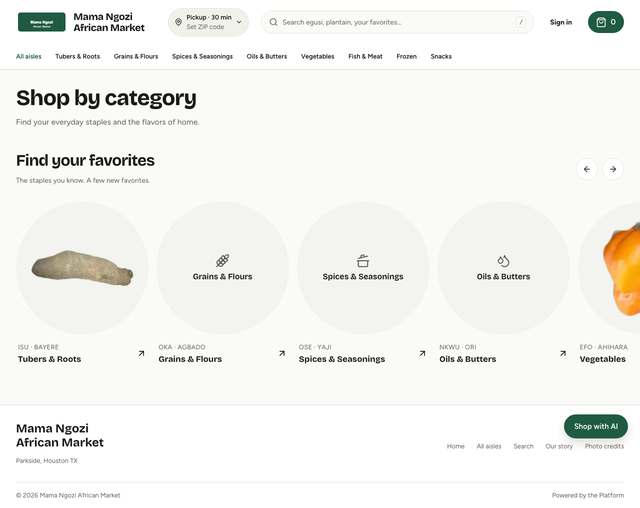 Mama Ngozi
Mama Ngozi
African Market
Pickup · 30 min
Set ZIP code
Search egusi, plantain, your favorites...
/
Sign in
0
All aisles
Tubers & Roots
Grains & Flours
Spices & Seasonings
Oils & Butters
Vegetables
Fish & Meat
Frozen
Snacks
Shop by category
Find your everyday staples and the flavors of home.
Find your favorites
The staples you know. A few new favorites.
Grains & Flours
Spices & Seasonings
Oils & Butters
ISU · BAYERE
Tubers & Roots
OKA · AGBADO
Grains & Flours
OSE · YAJI
Spices & Seasonings
NKWU · ORI
Oils & Butters
EFO · AHIHARA
Vegetables
Mama Ngozi
African Market
Parkside, Houston TX
Shop with AI
Home
All aisles
Search
Our story
Photo credits
© 2026 Mama Ngozi African Market
Powered by the Platform